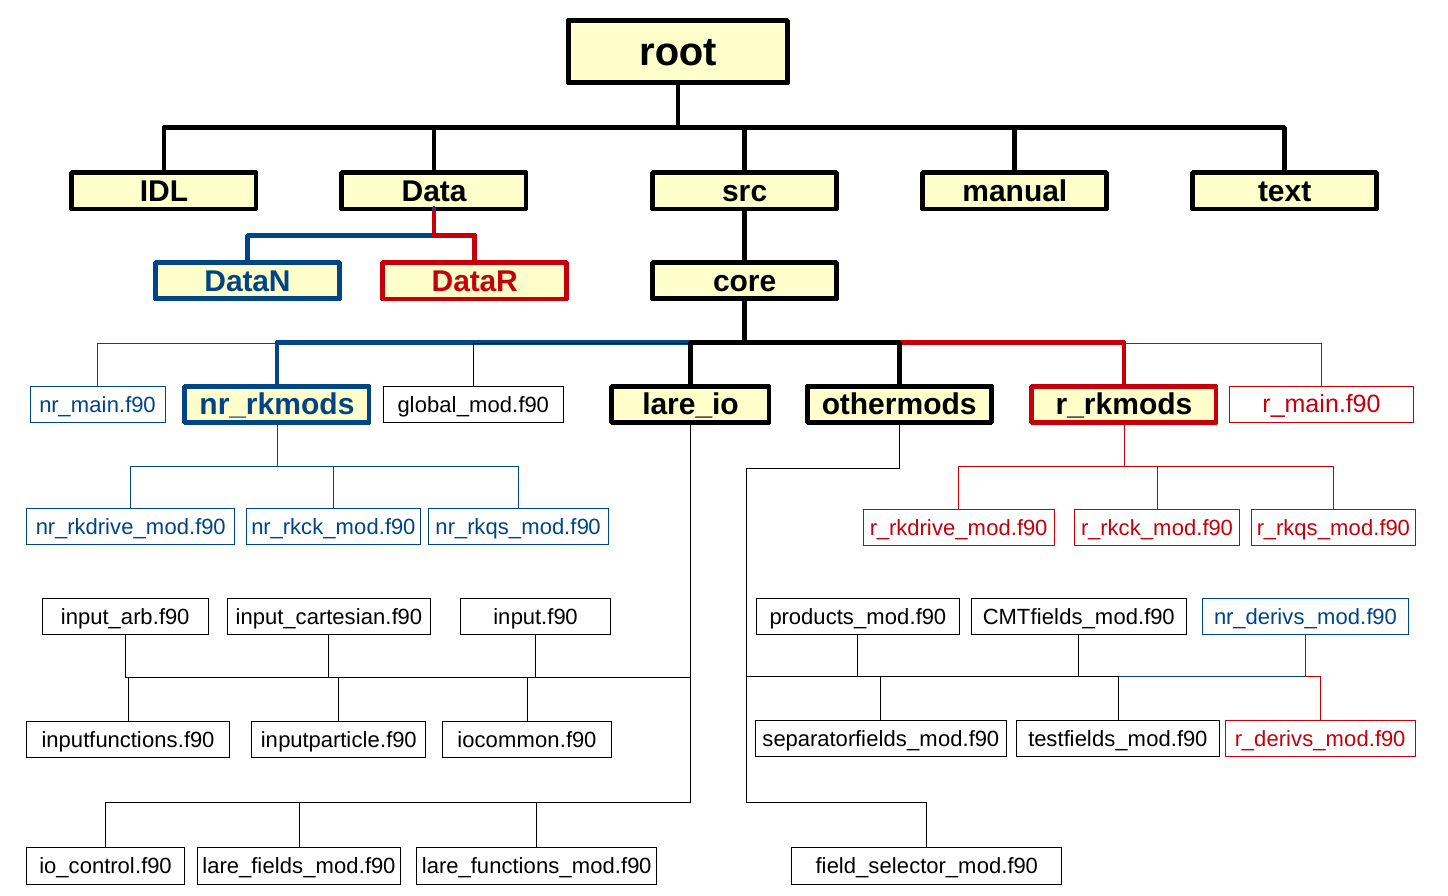 root
IDL
Data
src
manual
text
DataN
DataR
core
nr_main.f90
nr_rkmods
global_mod.f90
lare_io
othermods
r_rkmods
r_main.f90
nr_rkdrive_mod.f90
nr_rkck_mod.f90
nr_rkqs_mod.f90
r_rkdrive_mod.f90
r_rkck_mod.f90
r_rkqs_mod.f90
input_arb.f90
input_cartesian.f90
input.f90
products_mod.f90
CMTfields_mod.f90
nr_derivs_mod.f90
inputfunctions.f90
inputparticle.f90
iocommon.f90
separatorfields_mod.f90
testfields_mod.f90
r_derivs_mod.f90
io_control.f90
lare_fields_mod.f90
lare_functions_mod.f90
field_selector_mod.f90